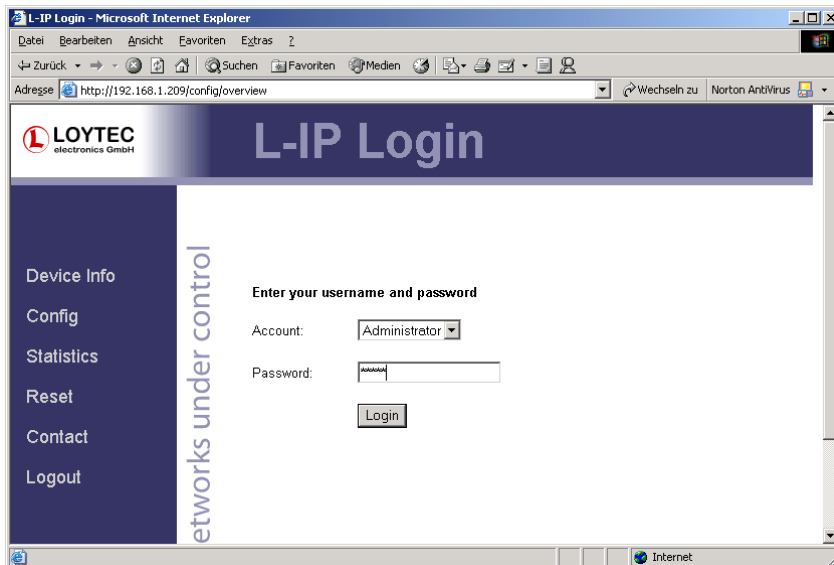 L-IP Login - Microsoft Internet Explorer
Datei Bearbeiten Ansicht Favoriten Extras ?
Zurück Suchen Favoriten Medien
Adresse http://192.168.1.209/config/overview Wechseln zu Norton AntiVirus
LOYTEC
electronics GmbH
L-IP Login
Device Info
Config
Statistics
Reset
Contact
Logout
etworks under control
Enter your username and password
Account: Administrator
Password: *****
Login
Internet